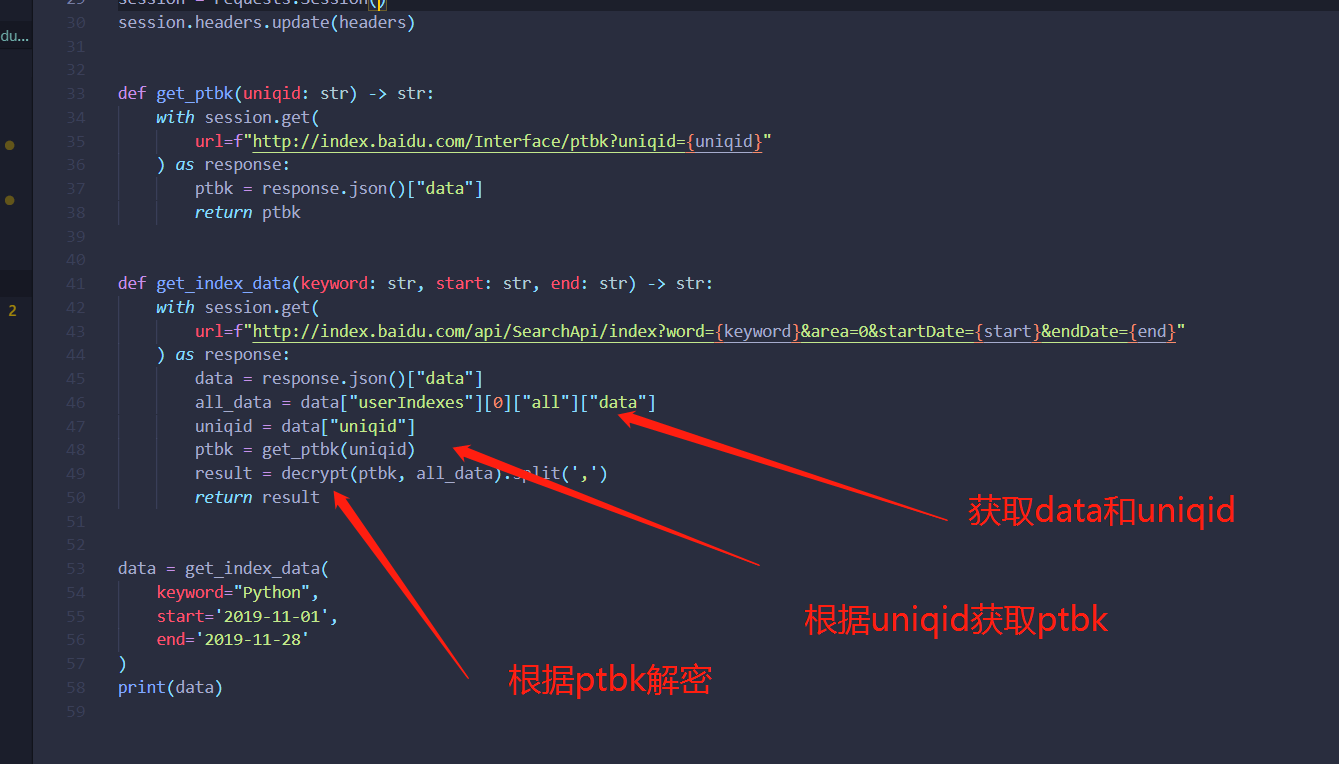 du...
2
29 session = requests.Session()
30 session.headers.update(headers)
31
32
33 def get_ptbk(uniqid: str) -> str:
34 with session.get(
35 url=f"http://index.baidu.com/Interface/ptbk?uniqid={uniqid}"
36 ) as response:
37 ptbk = response.json()["data"]
38 return ptbk
39
40
41 def get_index_data(keyword: str, start: str, end: str) -> str:
42 with session.get(
43 url=f"http://index.baidu.com/api/SearchApi/index?word={keyword}&area=0&startDate={start}&endDate={end}"
44 ) as response:
45 data = response.json()["data"]
46 all_data = data["userIndexes"][0]["all"]["data"]
47 uniqid = data["uniqid"]
48 ptbk = get_ptbk(uniqid)
49 result = decrypt(ptbk, all_data).split(',')
50 return result
获取data和uniqid
51
52
53 data = get_index_data(
54 keyword="Python",
55 start='2019-11-01',
根据uniqid获取ptbk
56 end='2019-11-28'
57 )
根据ptbk解密
58 print(data)
59